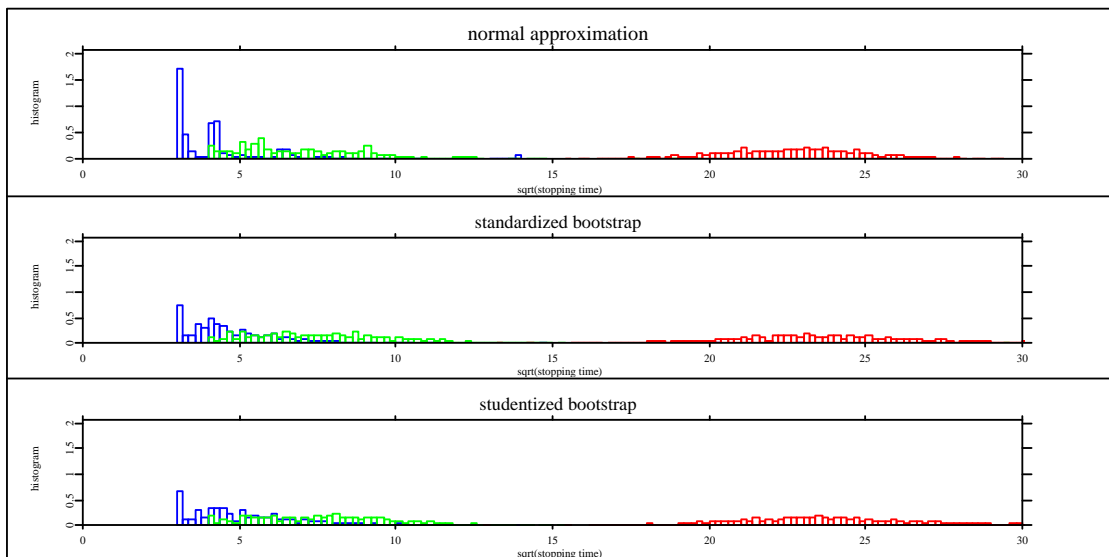 normal approximation
histogram
0 0.5 1 1.5 2
0 5 10 15 20 25 30
sqrt(stopping time)
standardized bootstrap
histogram
0 0.5 1 1.5 2
0 5 10 15 20 25 30
sqrt(stopping time)
studentized bootstrap
histogram
0 0.5 1 1.5 2
0 5 10 15 20 25 30
sqrt(stopping time)